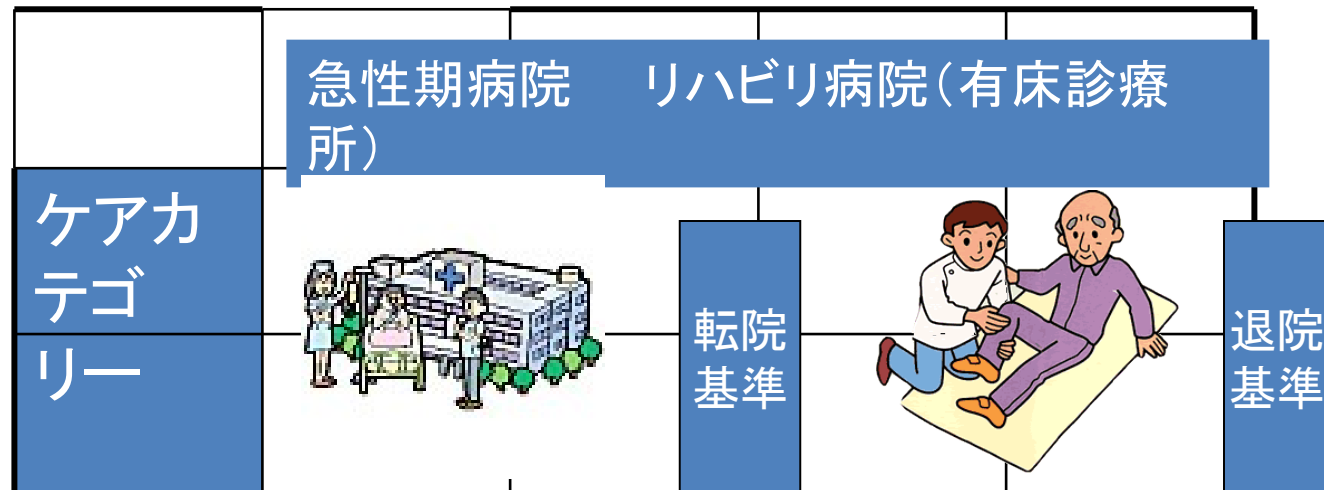 急性期病院　リハビリ病院（有床診療
所）
ケアカ
テゴ
リー
転院
基準
退院
基準